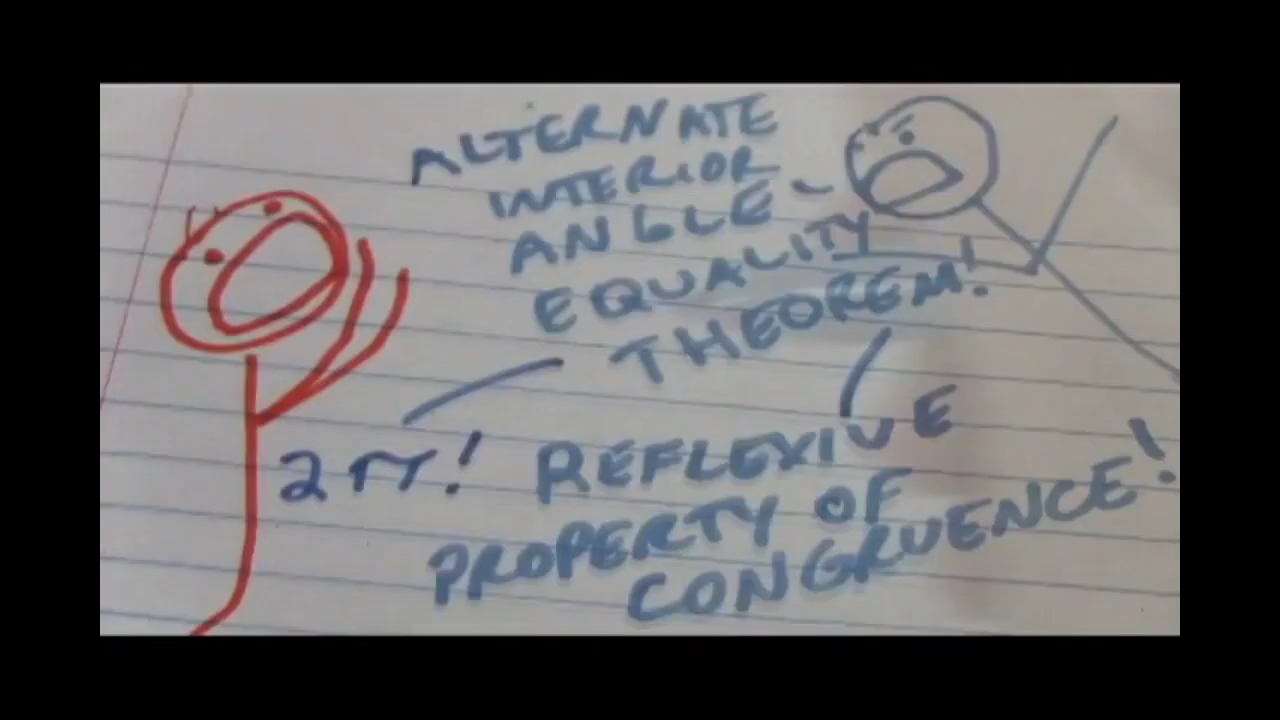 ALTERNATE
INTERIOR
ANGLE -
EQUALITY
THEOREM!
2π! REFLEXIVE
PROPERTY OF
CONGRUENCE!